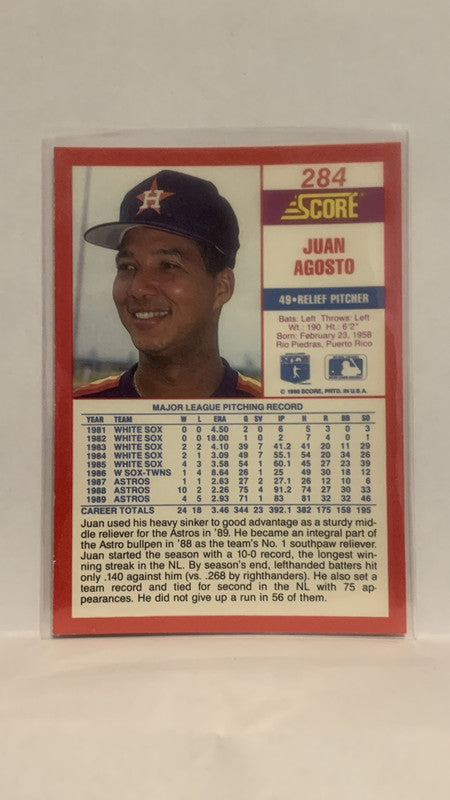 H
284
SCORE
JUAN
AGOSTO
49•RELIEF PITCHER
Bats: Left Throws: Left
Wt.: 190 Ht.: 6'2"
Born: February 23, 1958
Rio Piedras, Puerto Rico
© 1990 SCORE, PRTD. IN U.S.A.
MAJOR LEAGUE PITCHING RECORD
YEAR TEAM W L ERA G SV IP H R BB SO
1981 WHITE SOX 0 0 4.50 2 0 6 5 3 0 3
1982 WHITE SOX 0 0 18.00 1 0 2 7 4 0 1
1983 WHITE SOX 2 2 4.10 39 7 41.2 41 20 11 29
1984 WHITE SOX 2 1 3.09 49 7 55.1 54 20 34 26
1985 WHITE SOX 4 3 3.58 54 1 60.1 45 27 23 39
1986 W SOX-TWNS 1 4 8.64 26 1 25 49 30 18 12
1987 ASTROS 1 1 2.63 27 2 27.1 26 12 10 6
1988 ASTROS 10 2 2.26 75 4 91.2 74 27 30 33
1989 ASTROS 4 5 2.93 71 1 83 81 32 32 46
CAREER TOTALS 24 18 3.46 344 23 392.1 382 175 158 195
Juan used his heavy sinker to good advantage as a sturdy mid-
dle reliever for the Astros in '89. He became an integral part of
the Astro bullpen in '88 as the team's No. 1 southpaw reliever.
Juan started the season with a 10-0 record, the longest win-
ning streak in the NL. By season's end, lefthanded batters hit
only .140 against him (vs. .268 by righthanders). He also set a
team record and tied for second in the NL with 75 ap-
pearances. He did not give up a run in 56 of them.